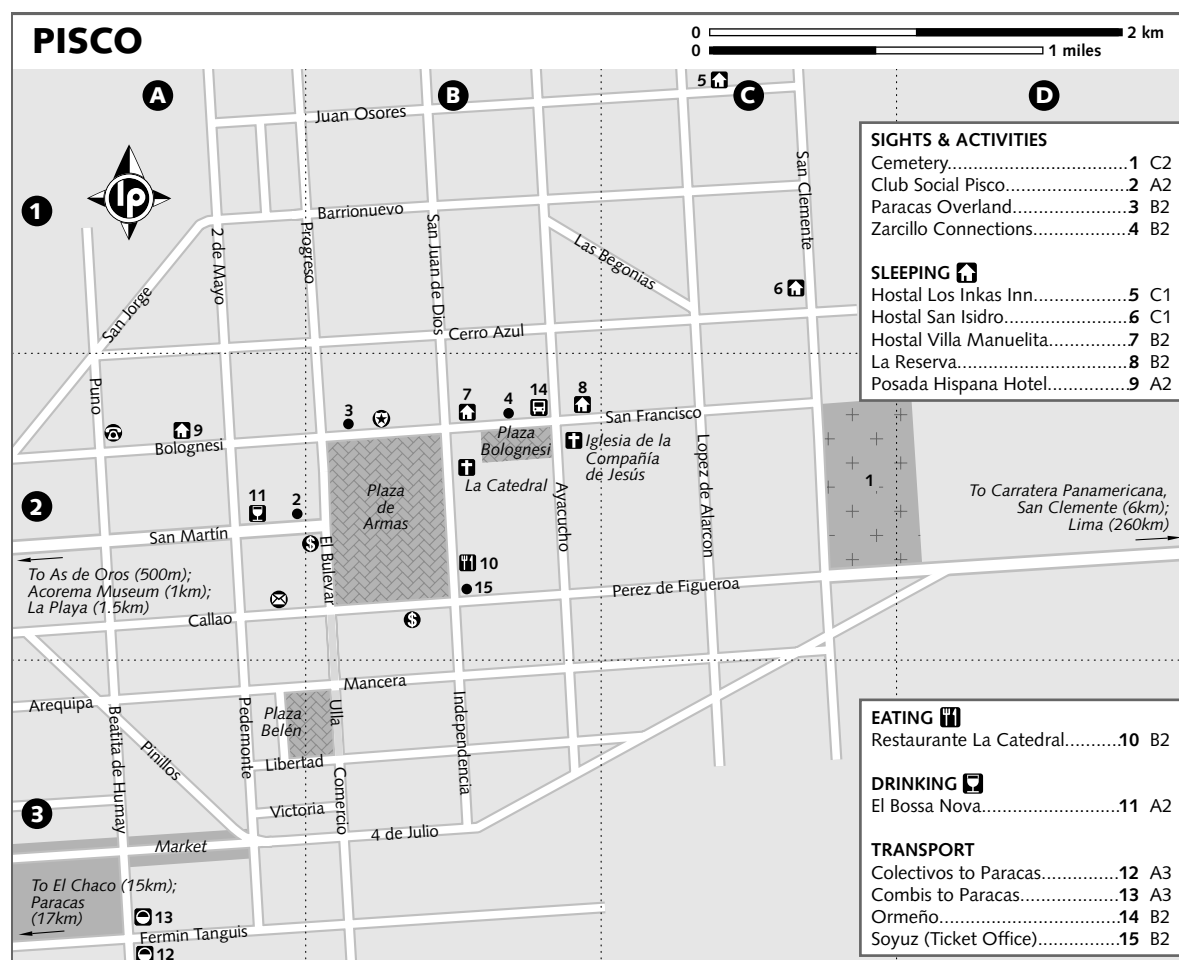 PISCO
0 2 km
0 1 miles
A
B
C
D
1
2
3
lp
5
Juan Osores
San Clemente
Barrionuevo
2 de Mayo
Progreso
San Juan de Dios
Las Begonias
San Jorge
6
Cerro Azul
Puno
9
Bolognesi
3
7
4
14
8
San Francisco
Plaza
Bolognesi
Iglesia de la
Compañía
de Jesús
La Catedral
Plaza
de
Armas
Ayacucho
Lopez de Alarcon
1
11
2
San Martín
El Bulevar
$
10
15
Perez de Figueroa
To Carratera Panamericana,
San Clemente (6km);
Lima (260km)
To As de Oros (500m);
Acorema Museum (1km);
La Playa (1.5km)
Callao
$
Arequipa
Mancera
Beatita de Humay
Pinillos
Pedemonte
Plaza
Belén
Ulla
Independencia
Libertad
Comercio
Victoria
4 de Julio
Market
To El Chaco (15km);
Paracas
(17km)
13
Fermin Tanguis
12
SIGHTS & ACTIVITIES
Cemetery..............................1 C2
Club Social Pisco....................2 A2
Paracas Overland...................3 B2
Zarcillo Connections...............4 B2
SLEEPING
Hostal Los Inkas Inn...............5 C1
Hostal San Isidro....................6 C1
Hostal Villa Manuelita............7 B2
La Reserva.............................8 B2
Posada Hispana Hotel............9 A2
EATING
Restaurante La Catedral..........10 B2
DRINKING
El Bossa Nova........................11 A2
TRANSPORT
Colectivos to Paracas.............12 A3
Combis to Paracas.................13 A3
Ormeño................................14 B2
Soyuz (Ticket Office)..............15 B2